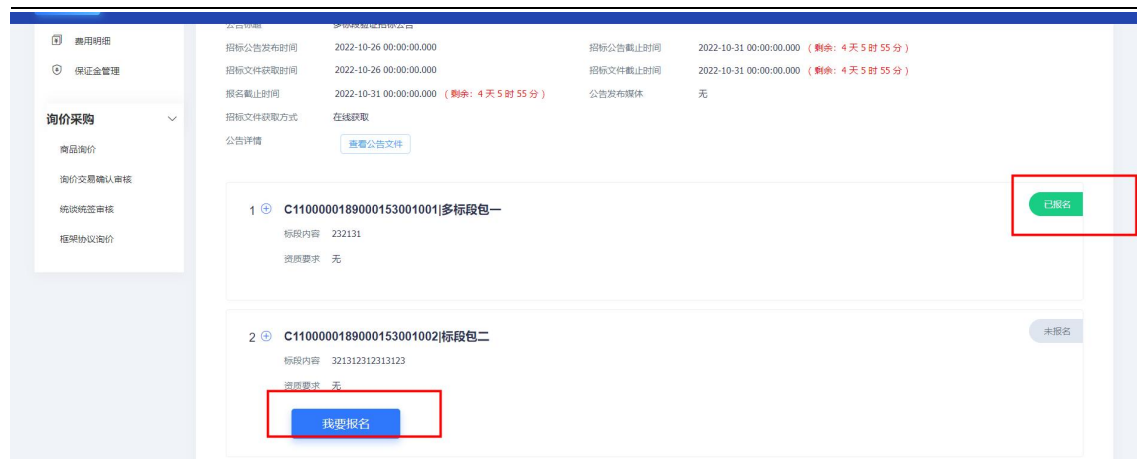 公告标题 多标段验证招标公告
费用明细
招标公告发布时间 2022-10-26 00:00:00.000 招标公告截止时间 2022-10-31 00:00:00.000 (剩余：4 天 5 时 55 分)
保证金管理
招标文件获取时间 2022-10-26 00:00:00.000 招标文件截止时间 2022-10-31 00:00:00.000 (剩余：4 天 5 时 55 分)
报名截止时间 2022-10-31 00:00:00.000 (剩余：4 天 5 时 55 分) 公告发布媒体 无
询价采购
招标文件获取方式 在线获取
公告详情 查看公告文件
商品询价
询价交易确认审核
统谈统签审核
框架协议询价
1 C1100000189000153001001|多标段包一
已报名
标段内容 232131
资质要求 无
2 C1100000189000153001002|标段包二
未报名
标段内容 321312312313123
资质要求 无
我要报名